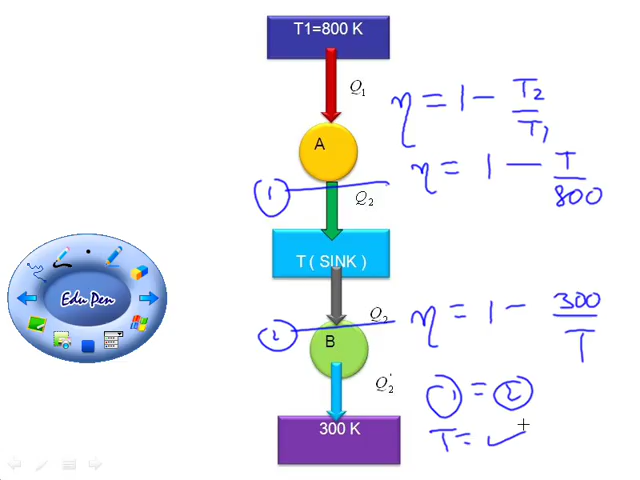 T1=800 K
Q₁
η = 1 - T₂/T₁
A
η = 1 - T/800
①
Q₂
T ( SINK )
Edu Pen
Q₂
η = 1 - 300/T
②
B
Q₂'
① = ②
300 K
T = ✓